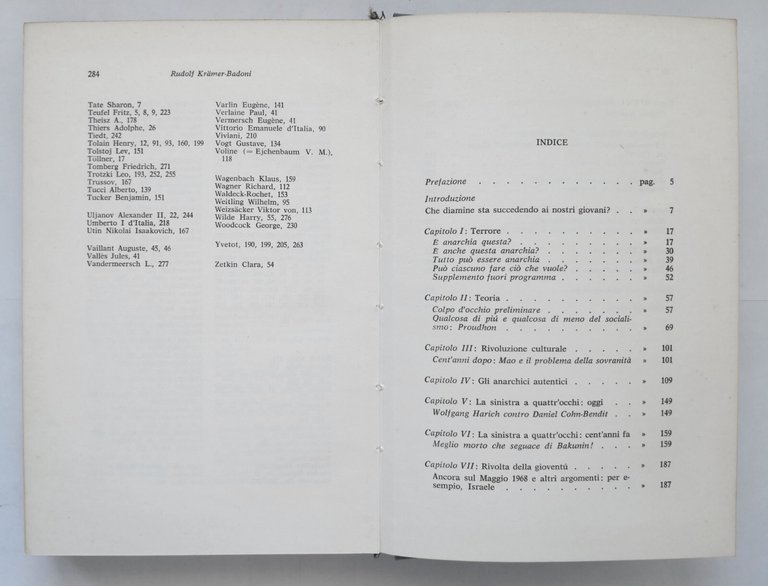 284 Rudolf Krämer-Badoni
Tate Sharon, 7
Teufel Fritz, 5, 8, 9, 223
Theisz A., 178
Thiers Adolphe, 26
Tiedt, 242
Tolain Henry, 12, 91, 93, 160, 199
Tolstoj Lev, 151
Töllner, 17
Tomberg Friedrich, 271
Trotzki Leo, 193, 252, 255
Trussov, 167
Tucci Alberto, 139
Tucker Benjamin, 151
Uljanov Alexander II, 22, 244
Umberto I d'Italia, 218
Utin Nikolai Isaakovich, 167
Vaillant Auguste, 45, 46
Vallès Jules, 41
Vandermeersch L., 277
Varlin Eugène, 141
Verlaine Paul, 41
Vermersch Eugène, 41
Vittorio Emanuele d'Italia, 90
Viviani, 210
Vogt Gustave, 134
Voline (= Ejchenbaum V. M.),
118
Wagenbach Klaus, 159
Wagner Richard, 112
Waldeck-Rochet, 153
Weitling Wilhelm, 95
Weizsäcker Viktor von, 113
Wilde Harry, 55, 276
Woodcock George, 230
Yvetot, 190, 199, 205, 263
Zetkin Clara, 54
INDICE
Prefazione . . . . . . . . . . . . pag. 5
Introduzione
Che diamine sta succedendo ai nostri giovani? . . » 7
Capitolo I: Terrore . . . . . . . . . » 17
E anarchia questa? . . . . . . . . . » 17
E anche questa anarchia? . . . . . . . » 30
Tutto può essere anarchia . . . . . . . » 39
Può ciascuno fare ciò che vuole? . . . . . » 46
Supplemento fuori programma . . . . . . » 52
Capitolo II: Teoria . . . . . . . . . » 57
Colpo d'occhio preliminare . . . . . . . » 57
Qualcosa di piú e qualcosa di meno del sociali-
smo: Proudhon . . . . . . . . . . » 69
Capitolo III: Rivoluzione culturale . . . . . » 101
Cent'anni dopo: Mao e il problema della sovranità » 101
Capitolo IV: Gli anarchici autentici . . . . . » 109
Capitolo V: La sinistra a quattr'occhi: oggi . . » 149
Wolfgang Harich contro Daniel Cohn-Bendit . . » 149
Capitolo VI: La sinistra a quattr'occhi: cent'anni fa » 159
Meglio morto che seguace di Bakunin! . . . . » 159
Capitolo VII: Rivolta della gioventú . . . . . » 187
Ancora sul Maggio 1968 e altri argomenti: per e-
sempio, Israele . . . . . . . . . . » 187